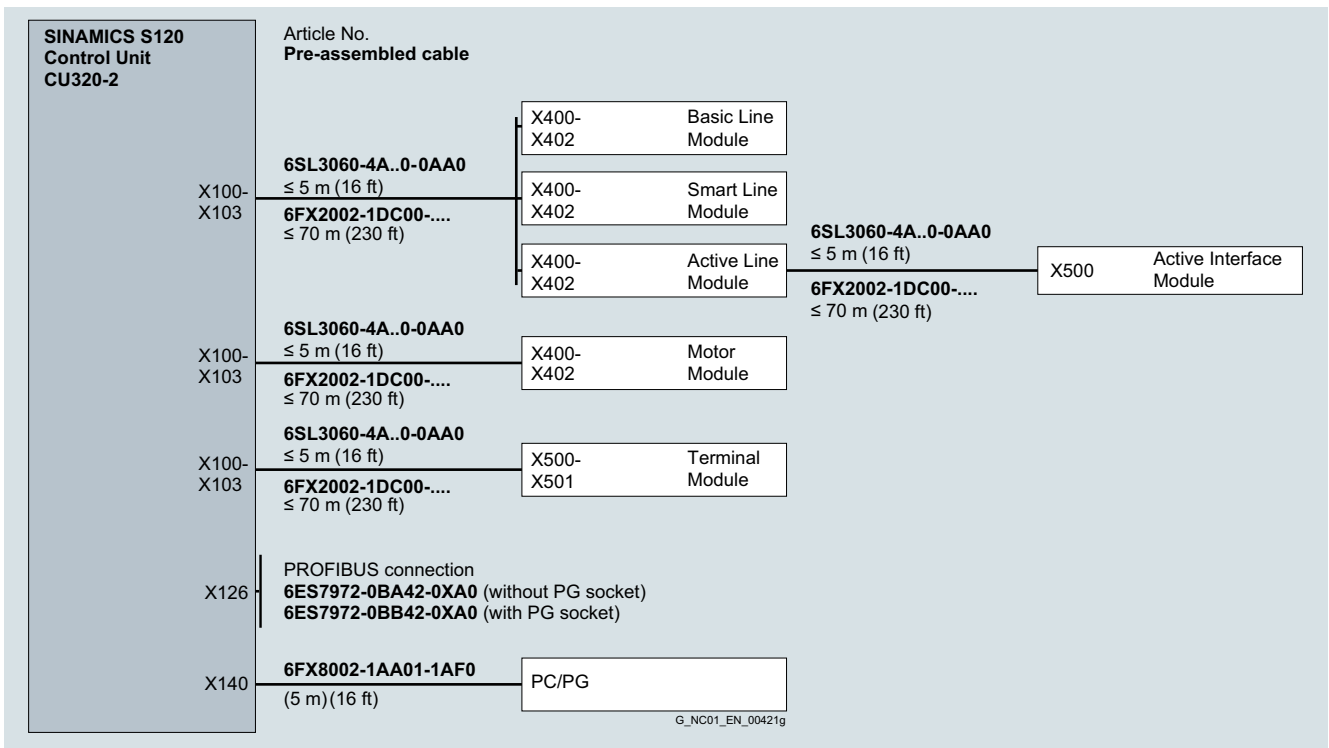 SINAMICS S120
Control Unit
CU320-2
Article No.
Pre-assembled cable
X100-
X103
6SL3060-4A..0-0AA0
≤ 5 m (16 ft)
6FX2002-1DC00-....
≤ 70 m (230 ft)
X400-
X402
Basic Line
Module
X400-
X402
Smart Line
Module
X400-
X402
Active Line
Module
6SL3060-4A..0-0AA0
≤ 5 m (16 ft)
6FX2002-1DC00-....
≤ 70 m (230 ft)
X500
Active Interface
Module
X100-
X103
6SL3060-4A..0-0AA0
≤ 5 m (16 ft)
6FX2002-1DC00-....
≤ 70 m (230 ft)
X400-
X402
Motor
Module
X100-
X103
6SL3060-4A..0-0AA0
≤ 5 m (16 ft)
6FX2002-1DC00-....
≤ 70 m (230 ft)
X500-
X501
Terminal
Module
X126
PROFIBUS connection
6ES7972-0BA42-0XA0 (without PG socket)
6ES7972-0BB42-0XA0 (with PG socket)
X140
6FX8002-1AA01-1AF0
(5 m)(16 ft)
PC/PG
G_NC01_EN_00421g